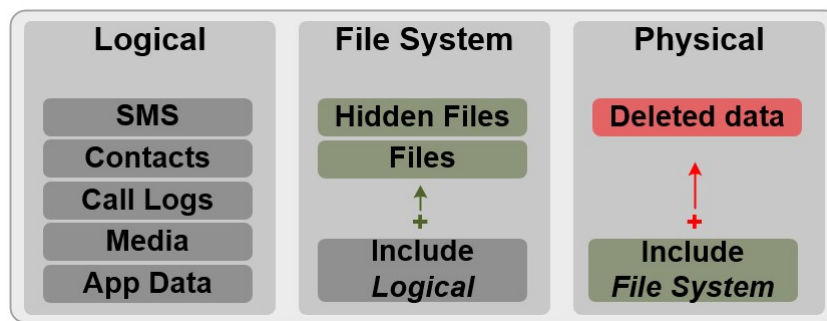 Logical
SMS
Contacts
Call Logs
Media
App Data
File System
Hidden Files
Files
+
Include
Logical
Physical
Deleted data
+
Include
File System